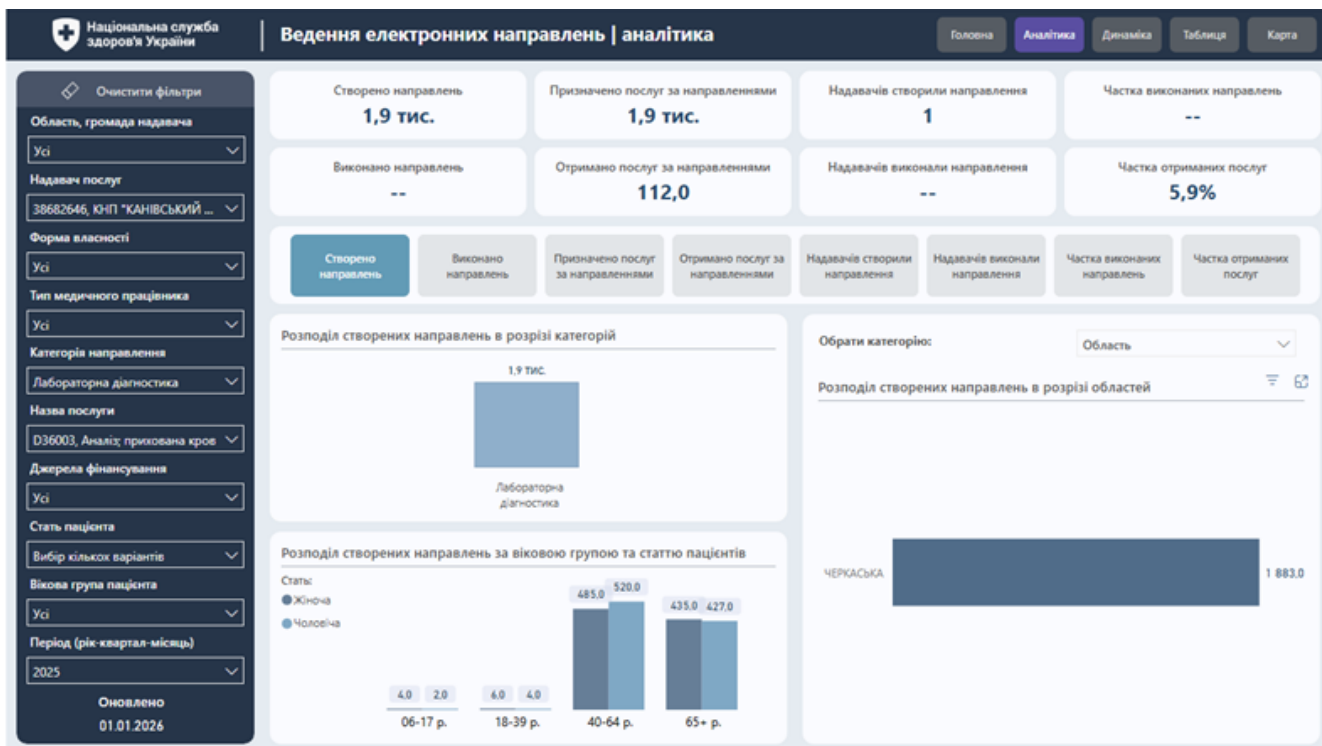 Національна служба
здоров'я України
Ведення електронних направлень | аналітика
Головна
Аналітика
Динаміка
Таблиця
Карта
Очистити фільтри
Область, громада надавача
Усі
Надавач послуг
38682646, КНП "КАНІВСЬКИЙ ...
Форма власності
Усі
Тип медичного працівника
Усі
Категорія направлення
Лабораторна діагностика
Назва послуги
D36003, Аналіз; прихована кров
Джерела фінансування
Усі
Стать пацієнта
Вибір кількох варіантів
Вікова група пацієнта
Усі
Період (рік-квартал-місяць)
2025
Оновлено
01.01.2026
Створено направлень
1,9 тис.
Призначено послуг за направленнями
1,9 тис.
Надавачів створили направлення
1
Частка виконаних направлень
--
Виконано направлень
--
Отримано послуг за направленнями
112,0
Надавачів виконали направлення
--
Частка отриманих послуг
5,9%
Створено
направлень
Виконано
направлень
Призначено послуг
за направленнями
Отримано послуг за
направленнями
Надавачів створили
направлення
Надавачів виконали
направлення
Частка виконаних
направлень
Частка отриманих
послуг
Розподіл створених направлень в розрізі категорій
1,9 тис.
Лабораторна
діагностика
Розподіл створених направлень за віковою групою та статтю пацієнтів
Стать:
Жіноча
Чоловіча
4,0 2,0 6,0 4,0 485,0 520,0 435,0 427,0
06-17 р. 18-39 р. 40-64 р. 65+ р.
Обрати категорію:
Область
Розподіл створених направлень в розрізі областей
ЧЕРКАСЬКА
1 883,0